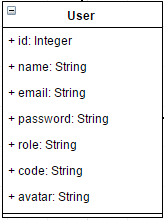 User
+ id: Integer
+ name: String
+ email: String
+ password: String
+ role: String
+ code: String
+ avatar: String